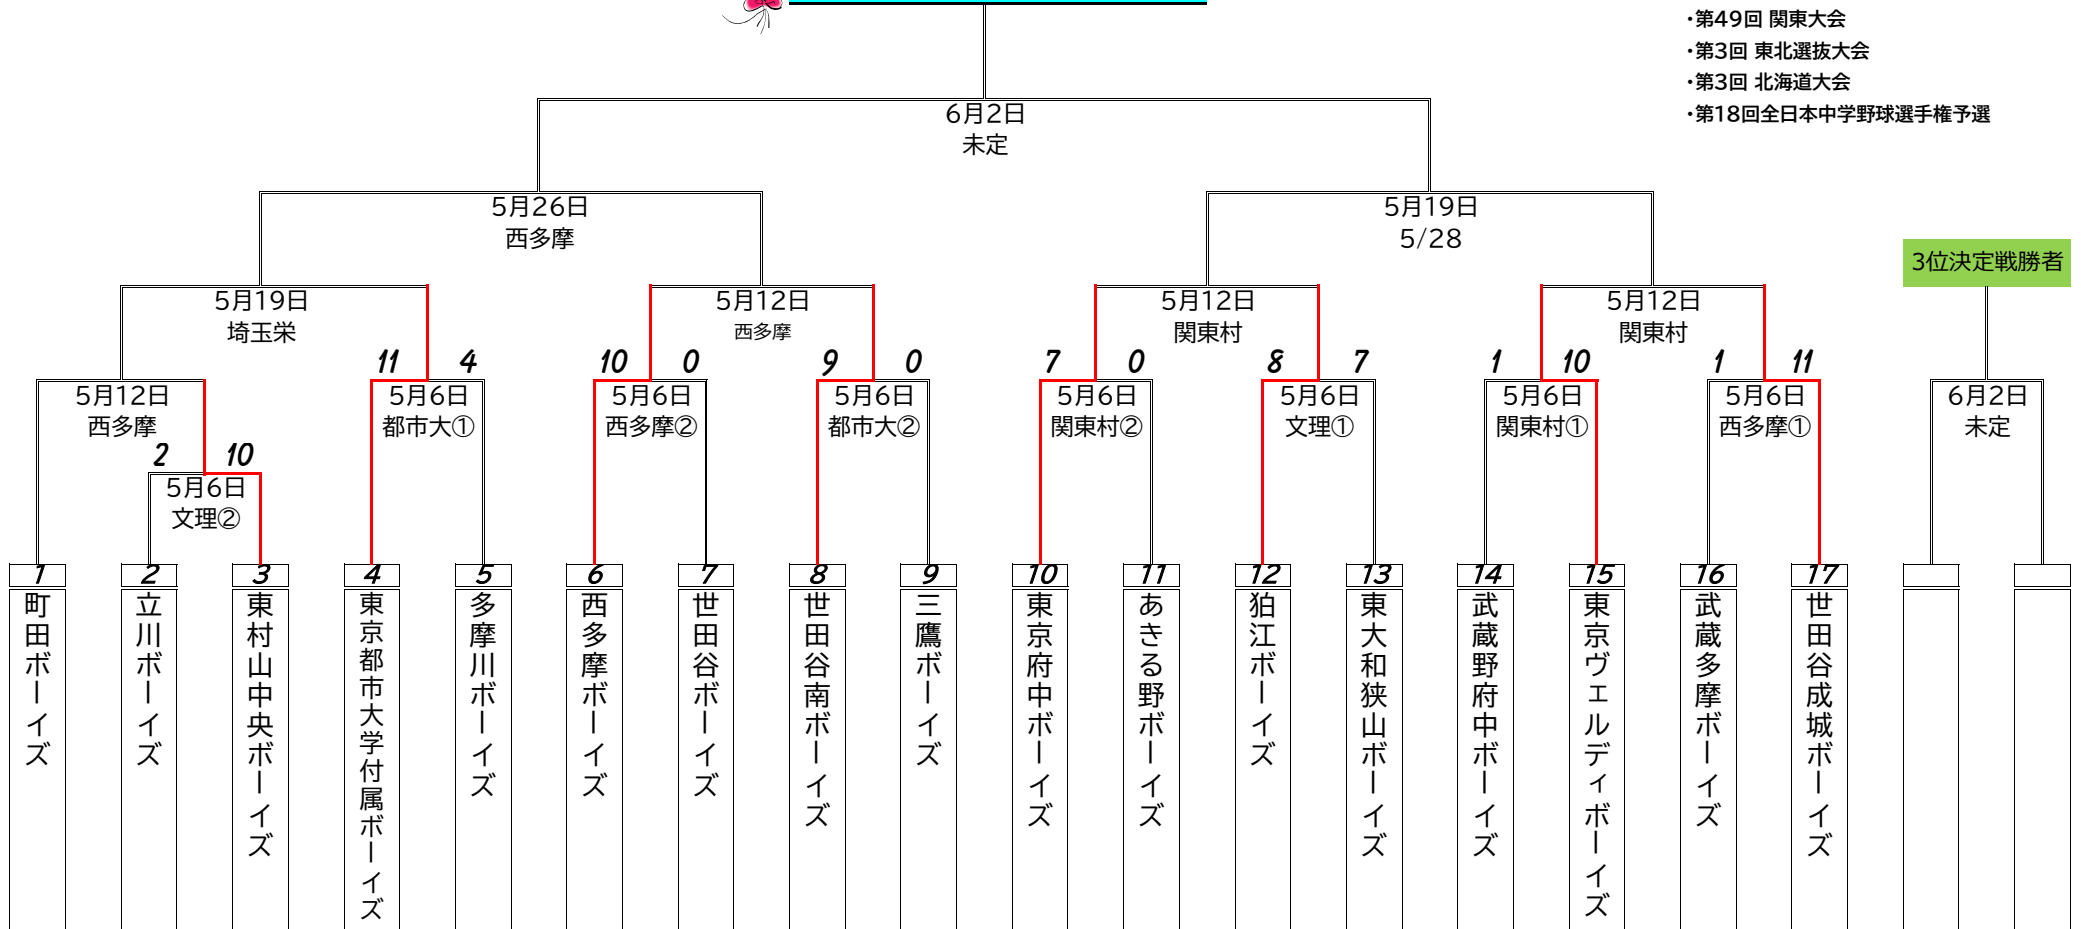 ・第49回 関東大会
・第3回 東北選抜大会
・第3回 北海道大会
・第18回全日本中学野球選手権予選
6月2日
未定
5月26日
西多摩
5月19日
5/28
3位決定戦勝者
5月19日
埼玉栄
5月12日
西多摩
5月12日
関東村
5月12日
関東村
11 4
10 0
9 0
7 0
8 7
1 10
1 11
5月12日
西多摩
5月6日
都市大①
5月6日
西多摩②
5月6日
都市大②
5月6日
関東村②
5月6日
文理①
5月6日
関東村①
5月6日
西多摩①
6月2日
未定
2 10
5月6日
文理②
1
町田ボーイズ
2
立川ボーイズ
3
東村山中央ボーイズ
4
東京都市大学付属ボーイズ
5
多摩川ボーイズ
6
西多摩ボーイズ
7
世田谷ボーイズ
8
世田谷南ボーイズ
9
三鷹ボーイズ
10
東京府中ボーイズ
11
あきる野ボーイズ
12
狛江ボーイズ
13
東大和狭山ボーイズ
14
武蔵野府中ボーイズ
15
東京ヴェルディボーイズ
16
武蔵多摩ボーイズ
17
世田谷成城ボーイズ